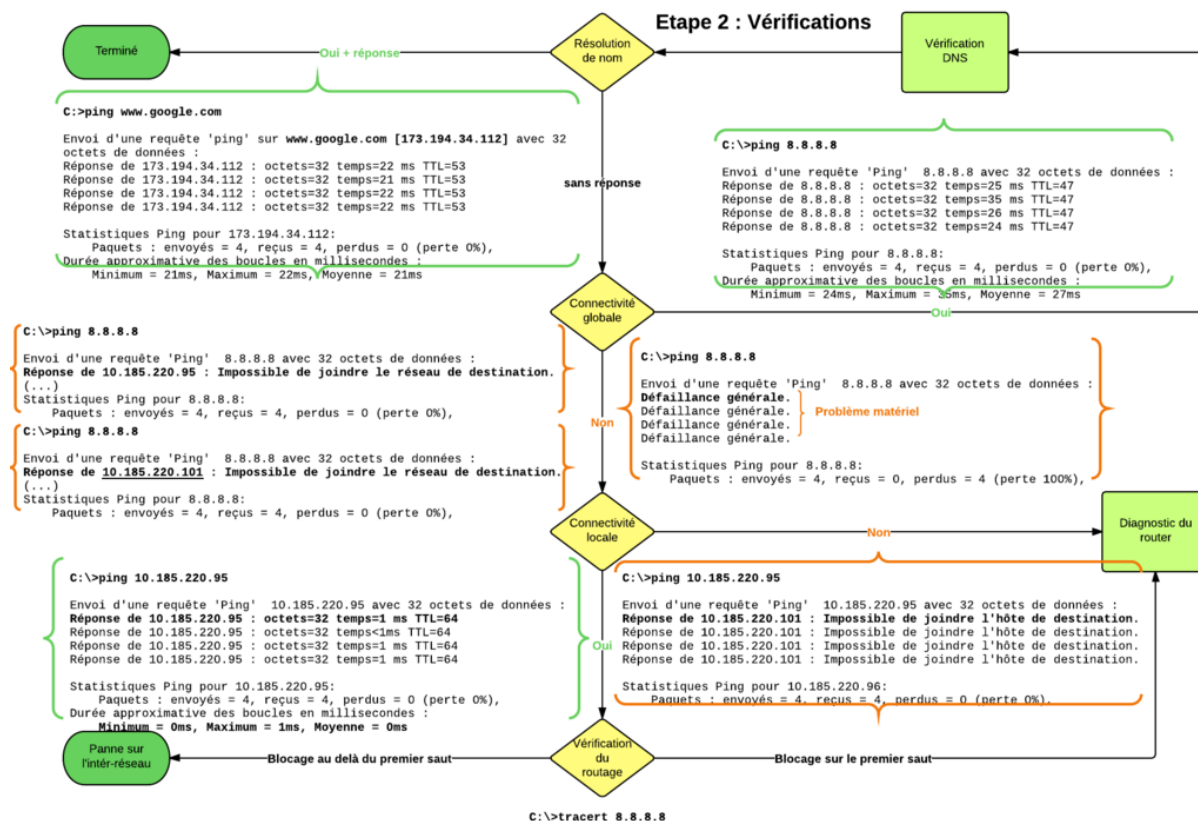 Etape 2 : Vérifications
Terminé
Oui + réponse
Résolution
de nom
Vérification
DNS
C:>ping www.google.com
Envoi d'une requête 'ping' sur www.google.com [173.194.34.112] avec 32
octets de données :
Réponse de 173.194.34.112 : octets=32 temps=22 ms TTL=53
Réponse de 173.194.34.112 : octets=32 temps=21 ms TTL=53
Réponse de 173.194.34.112 : octets=32 temps=22 ms TTL=53
Réponse de 173.194.34.112 : octets=32 temps=22 ms TTL=53
Statistiques Ping pour 173.194.34.112:
Paquets : envoyés = 4, reçus = 4, perdus = 0 (perte 0%),
Durée approximative des boucles en millisecondes :
Minimum = 21ms, Maximum = 22ms, Moyenne = 21ms
sans réponse
C:\>ping 8.8.8.8
Envoi d'une requête 'Ping' 8.8.8.8 avec 32 octets de données :
Réponse de 8.8.8.8 : octets=32 temps=25 ms TTL=47
Réponse de 8.8.8.8 : octets=32 temps=35 ms TTL=47
Réponse de 8.8.8.8 : octets=32 temps=26 ms TTL=47
Réponse de 8.8.8.8 : octets=32 temps=24 ms TTL=47
Statistiques Ping pour 8.8.8.8:
Paquets : envoyés = 4, reçus = 4, perdus = 0 (perte 0%),
Durée approximative des boucles en millisecondes :
Minimum = 24ms, Maximum = 35ms, Moyenne = 27ms
Connectivité
globale
Oui
C:\>ping 8.8.8.8
Envoi d'une requête 'Ping' 8.8.8.8 avec 32 octets de données :
Réponse de 10.185.220.95 : Impossible de joindre le réseau de destination.
(...)
Statistiques Ping pour 8.8.8.8:
Paquets : envoyés = 4, reçus = 4, perdus = 0 (perte 0%),
C:\>ping 8.8.8.8
Envoi d'une requête 'Ping' 8.8.8.8 avec 32 octets de données :
Réponse de 10.185.220.101 : Impossible de joindre le réseau de destination.
(...)
Statistiques Ping pour 8.8.8.8:
Paquets : envoyés = 4, reçus = 4, perdus = 0 (perte 0%),
Non
C:\>ping 8.8.8.8
Envoi d'une requête 'Ping' 8.8.8.8 avec 32 octets de données :
Défaillance générale.
Défaillance générale.
Défaillance générale.
Défaillance générale.
Problème matériel
Statistiques Ping pour 8.8.8.8:
Paquets : envoyés = 4, reçus = 0, perdus = 4 (perte 100%),
Connectivité
locale
Non
Diagnostic du
router
C:\>ping 10.185.220.95
Envoi d'une requête 'Ping' 10.185.220.95 avec 32 octets de données :
Réponse de 10.185.220.95 : octets=32 temps=1 ms TTL=64
Réponse de 10.185.220.95 : octets=32 temps<1ms TTL=64
Réponse de 10.185.220.95 : octets=32 temps=1 ms TTL=64
Réponse de 10.185.220.95 : octets=32 temps=1 ms TTL=64
Statistiques Ping pour 10.185.220.95:
Paquets : envoyés = 4, reçus = 4, perdus = 0 (perte 0%),
Durée approximative des boucles en millisecondes :
Minimum = 0ms, Maximum = 1ms, Moyenne = 0ms
Oui
C:\>ping 10.185.220.95
Envoi d'une requête 'Ping' 10.185.220.95 avec 32 octets de données :
Réponse de 10.185.220.101 : Impossible de joindre l'hôte de destination.
Réponse de 10.185.220.101 : Impossible de joindre l'hôte de destination.
Réponse de 10.185.220.101 : Impossible de joindre l'hôte de destination.
Réponse de 10.185.220.101 : Impossible de joindre l'hôte de destination.
Statistiques Ping pour 10.185.220.96:
Paquets : envoyés = 4, reçus = 4, perdus = 0 (perte 0%),
Panne sur
l'intér-réseau
Blocage au delà du premier saut
Vérification
du
routage
Blocage sur le premier saut
C:\>tracert 8.8.8.8